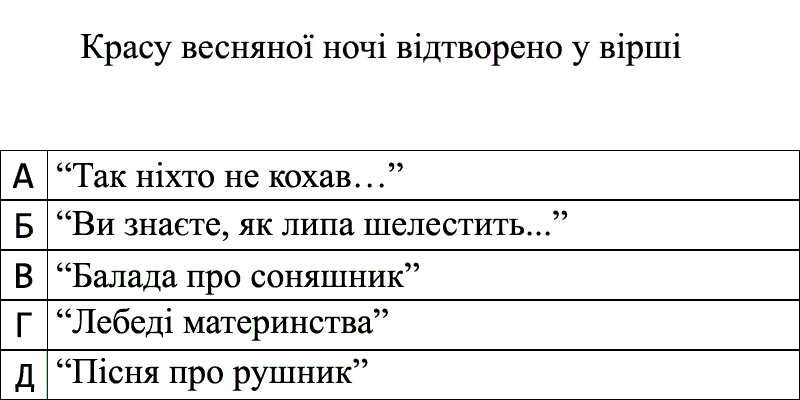 Красу весняної ночі відтворено у вірші
А “Так ніхто не кохав…”
Б “Ви знаєте, як липа шелестить...”
В “Балада про соняшник”
Г “Лебеді материнства”
Д “Пісня про рушник”